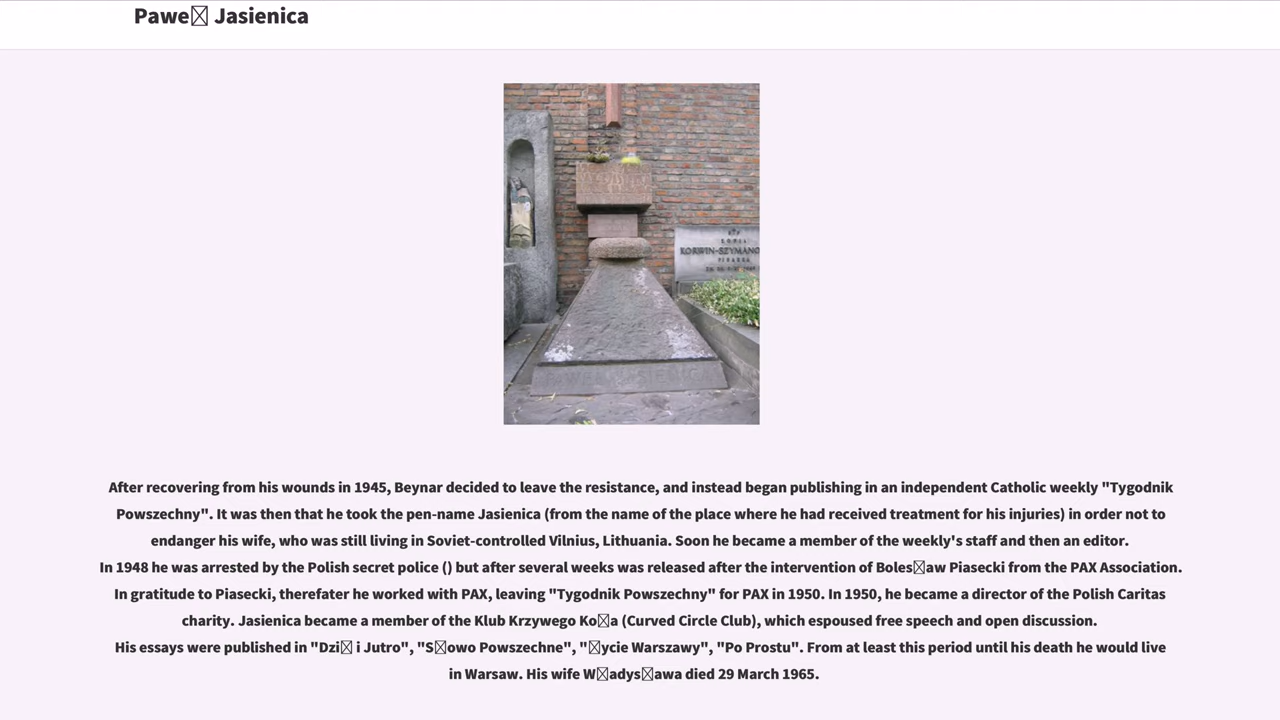 Pawe☒ Jasienica
KORWIN-SZYMANO
After recovering from his wounds in 1945, Beynar decided to leave the resistance, and instead began publishing in an independent Catholic weekly "Tygodnik
Powszechny". It was then that he took the pen-name Jasienica (from the name of the place where he had received treatment for his injuries) in order not to
endanger his wife, who was still living in Soviet-controlled Vilnius, Lithuania. Soon he became a member of the weekly's staff and then an editor.
In 1948 he was arrested by the Polish secret police () but after several weeks was released after the intervention of Boles☒aw Piasecki from the PAX Association.
In gratitude to Piasecki, therefater he worked with PAX, leaving "Tygodnik Powszechny" for PAX in 1950. In 1950, he became a director of the Polish Caritas
charity. Jasienica became a member of the Klub Krzywego Ko☒a (Curved Circle Club), which espoused free speech and open discussion.
His essays were published in "Dzi☒ i Jutro", "S☒owo Powszechne", "☒ycie Warszawy", "Po Prostu". From at least this period until his death he would live
in Warsaw. His wife W☒adys☒awa died 29 March 1965.